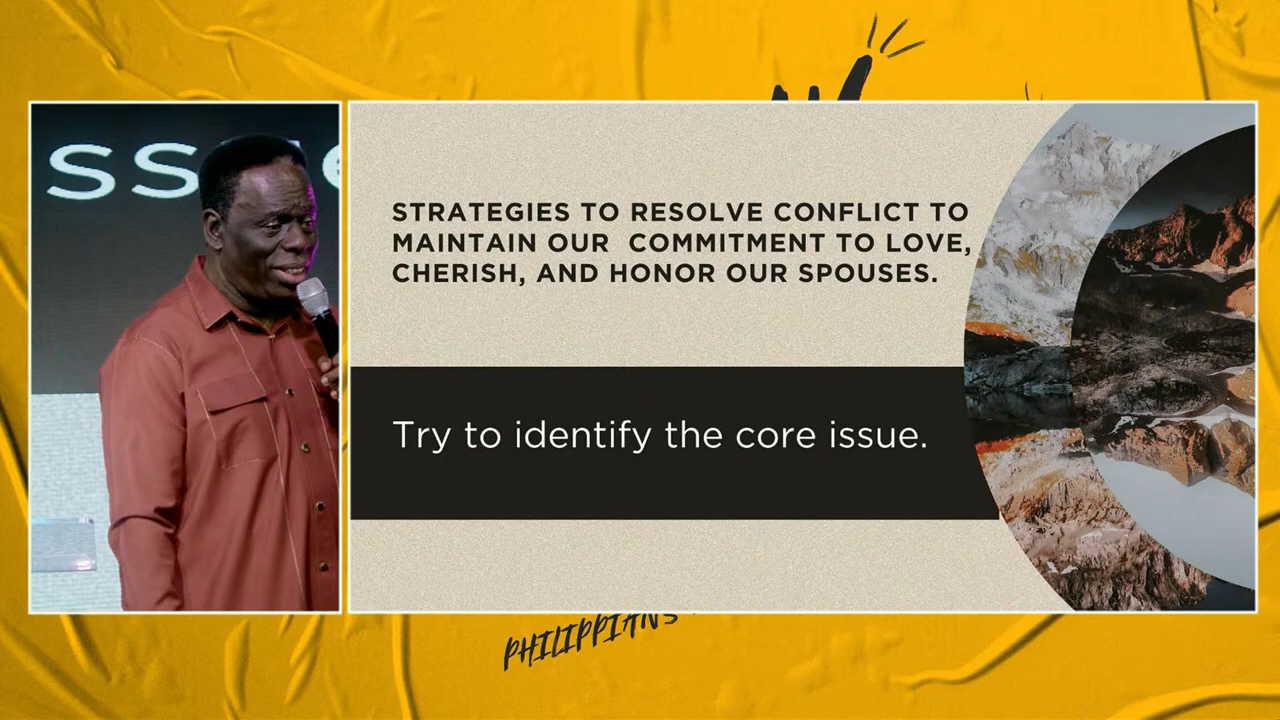 STRATEGIES TO RESOLVE CONFLICT TO
MAINTAIN OUR COMMITMENT TO LOVE,
CHERISH, AND HONOR OUR SPOUSES.
Try to identify the core issue.
PHILIPPIANS